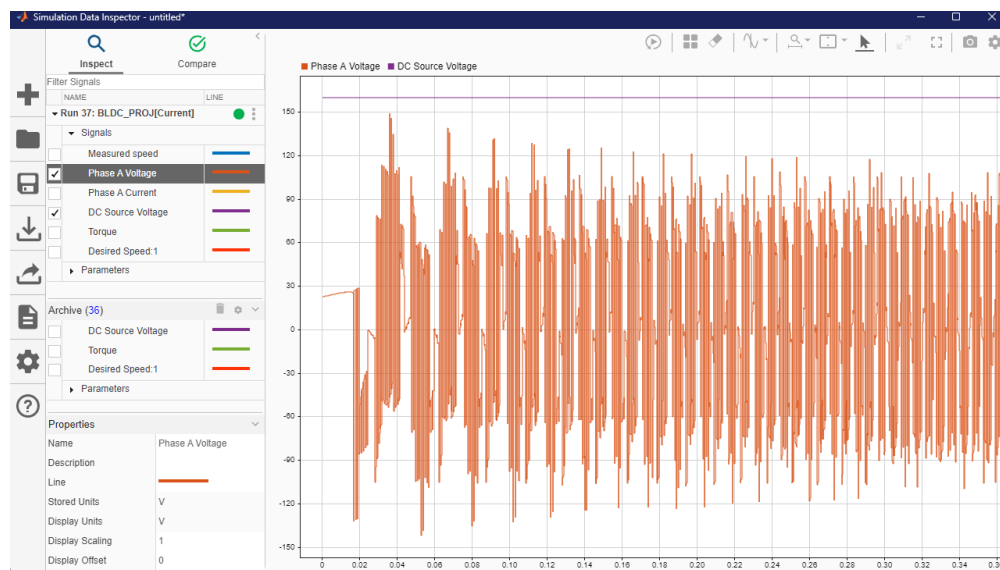 Simulation Data Inspector - untitled*
Inspect
Compare
Filter Signals
NAME
LINE
Run 37: BLDC_PROJ[Current]
Signals
Measured speed
Phase A Voltage
Phase A Current
DC Source Voltage
Torque
Desired Speed:1
Parameters
Archive (36)
DC Source Voltage
Torque
Desired Speed:1
Parameters
Properties
Name Phase A Voltage
Description
Line
Stored Units V
Display Units V
Display Scaling 1
Display Offset 0
Phase A Voltage DC Source Voltage
150
120
90
60
30
0
-30
-60
-90
-120
-150
0 0.02 0.04 0.06 0.08 0.10 0.12 0.14 0.16 0.18 0.20 0.22 0.24 0.26 0.28 0.30 0.32 0.34